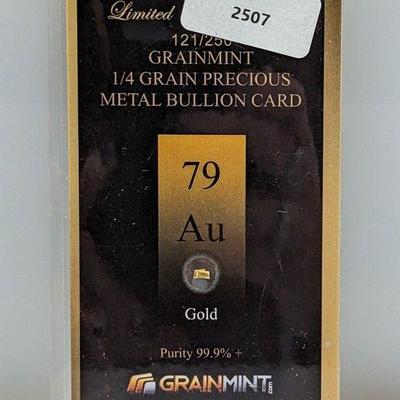 Limited
2507
121/250
GRAINMINT
1/4 GRAIN PRECIOUS
METAL BULLION CARD
79
Au
Gold
Purity 99.9% +
GRAINMINT.com